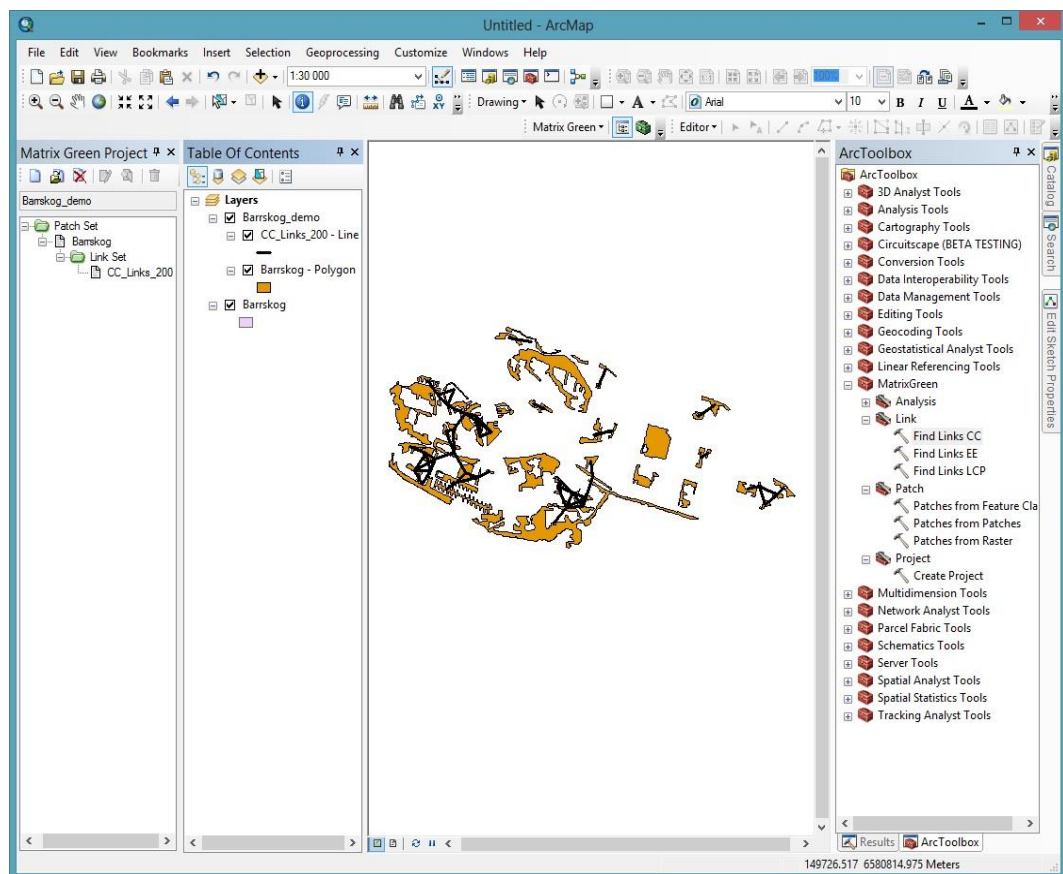 Untitled - ArcMap
File Edit View Bookmarks Insert Selection Geoprocessing Customize Windows Help
1:30 000
100%
Drawing
A
Arial
10
B I U A
Matrix Green
Editor
Matrix Green Project
Barrskog_demo
Patch Set
Barrskog
Link Set
CC_Links_200
Table Of Contents
Layers
Barrskog_demo
CC_Links_200 - Line
Barrskog - Polygon
Barrskog
ArcToolbox
ArcToolbox
3D Analyst Tools
Analysis Tools
Cartography Tools
Circuitscape (BETA TESTING)
Conversion Tools
Data Interoperability Tools
Data Management Tools
Editing Tools
Geocoding Tools
Geostatistical Analyst Tools
Linear Referencing Tools
MatrixGreen
Analysis
Link
Find Links CC
Find Links EE
Find Links LCP
Patch
Patches from Feature Cla
Patches from Patches
Patches from Raster
Project
Create Project
Multidimension Tools
Network Analyst Tools
Parcel Fabric Tools
Schematics Tools
Server Tools
Spatial Analyst Tools
Spatial Statistics Tools
Tracking Analyst Tools
Results
ArcToolbox
Catalog
Search
Edit Sketch Properties
149726.517 6580814.975 Meters